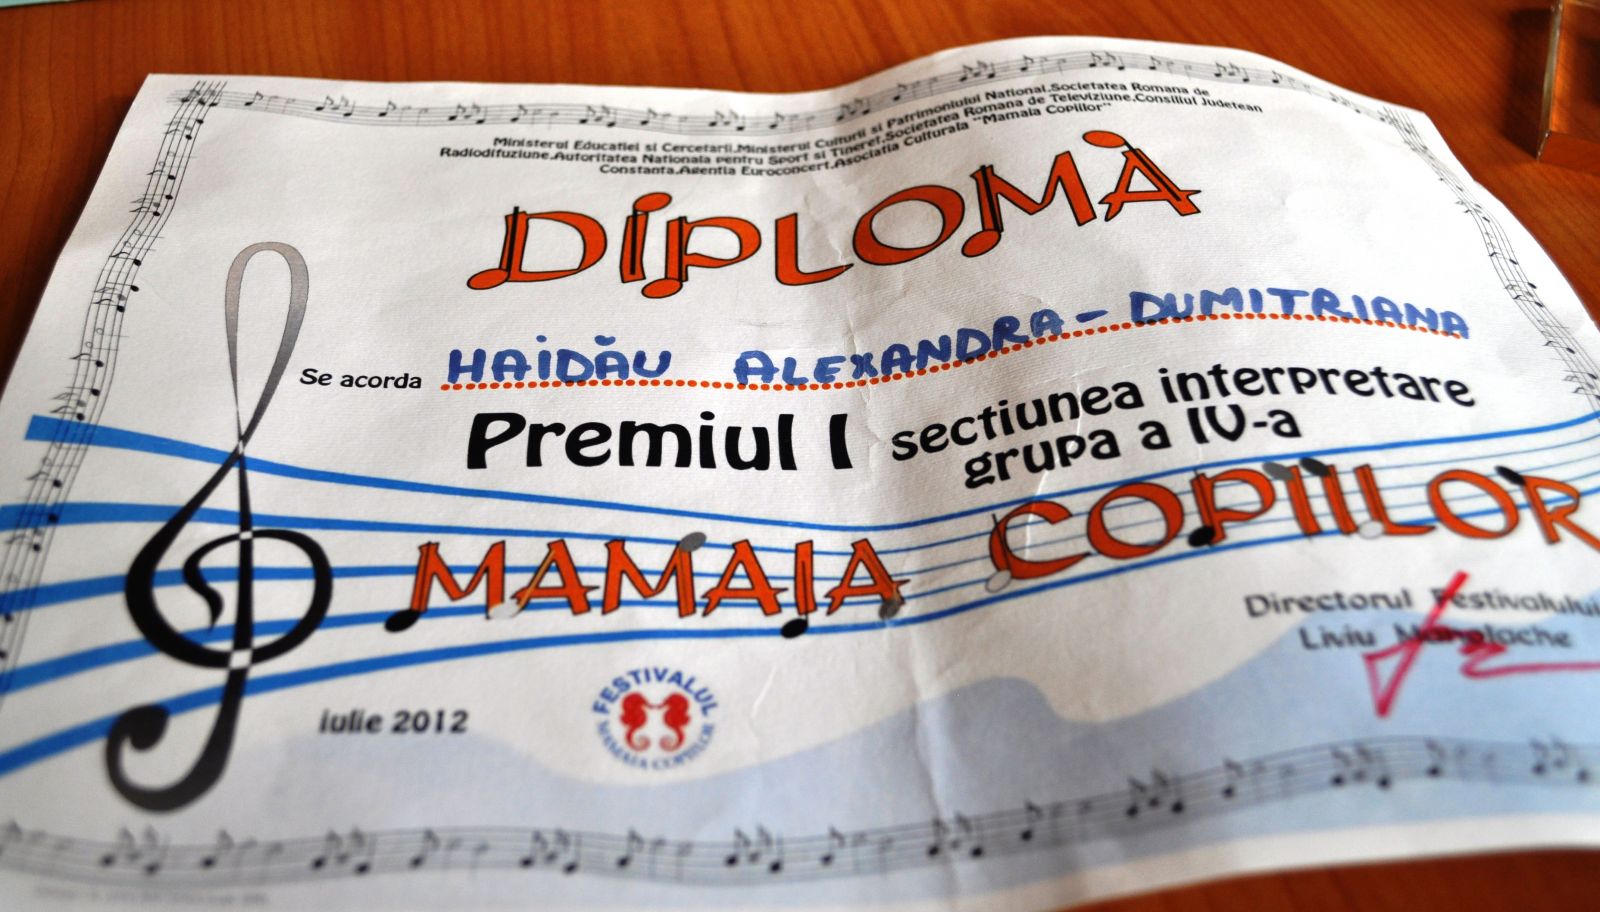 Ministerul Educatiei si Cercetarii.Ministerul Culturii si Patrimoniului National.Societatea Romana de
Radiodifuziune.Autoritatea Nationala pentru Sport si Tineret.Societatea Romana de Televiziune.Consiliul Judetean
Constanta.Agentia Euroconcert.Asociatia Culturala "Mamaia Copiilor"
DIPLOMA
Se acorda HAIDĂU ALEXANDRA-DUMITRIANA
Premiul I sectiunea interpretare
grupa a IV-a
MAMAIA COPIILOR
Directorul Festivalului
Liviu Manolache
iulie 2012
FESTIVALUL
MAMAIA COPIILOR